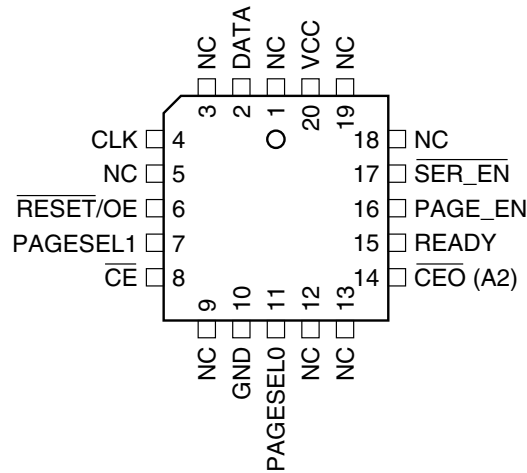 NC
DATA
NC
VCC
NC
3
2
1
20
19
CLK 4
NC 5
RESET/OE 6
PAGESEL1 7
CE 8
18 NC
17 SER_EN
16 PAGE_EN
15 READY
14 CEO (A2)
9
10
11
12
13
NC
GND
PAGESEL0
NC
NC